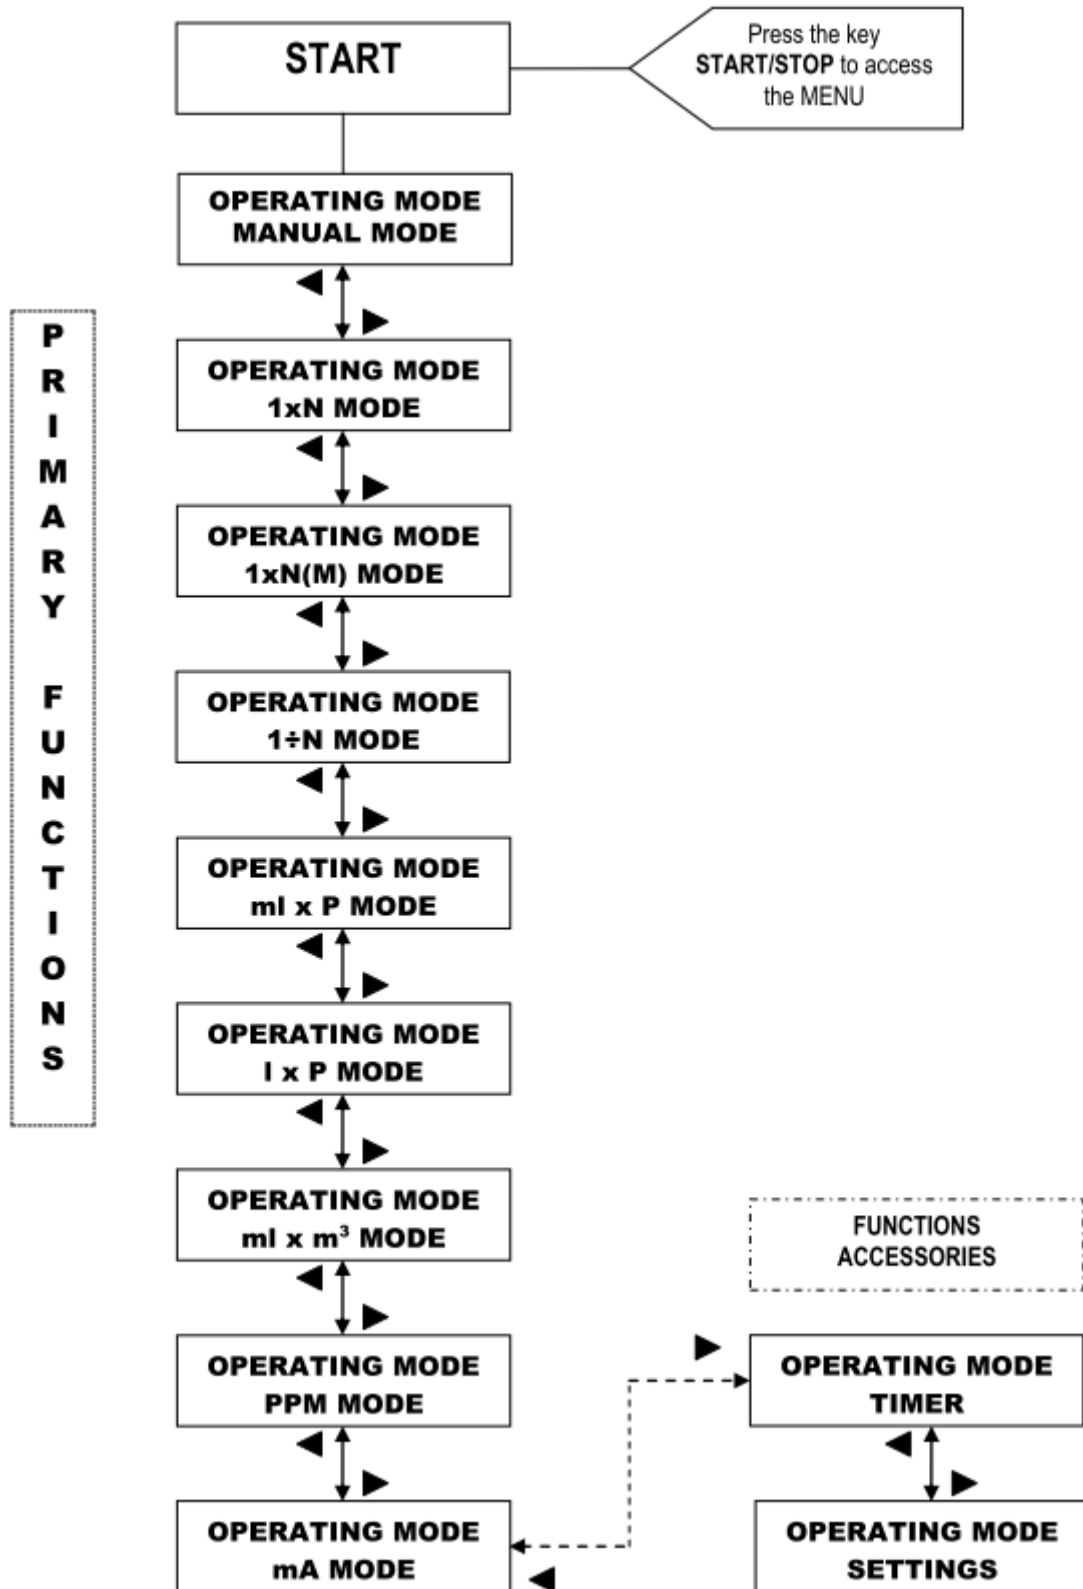 START
Press the key
START/STOP to access
the MENU
OPERATING MODE
MANUAL MODE
PRIMARY FUNCTIONS
OPERATING MODE
1xN MODE
OPERATING MODE
1xN(M) MODE
OPERATING MODE
1÷N MODE
OPERATING MODE
ml x P MODE
OPERATING MODE
l x P MODE
OPERATING MODE
ml x m³ MODE
FUNCTIONS
ACCESSORIES
OPERATING MODE
PPM MODE
OPERATING MODE
TIMER
OPERATING MODE
mA MODE
OPERATING MODE
SETTINGS